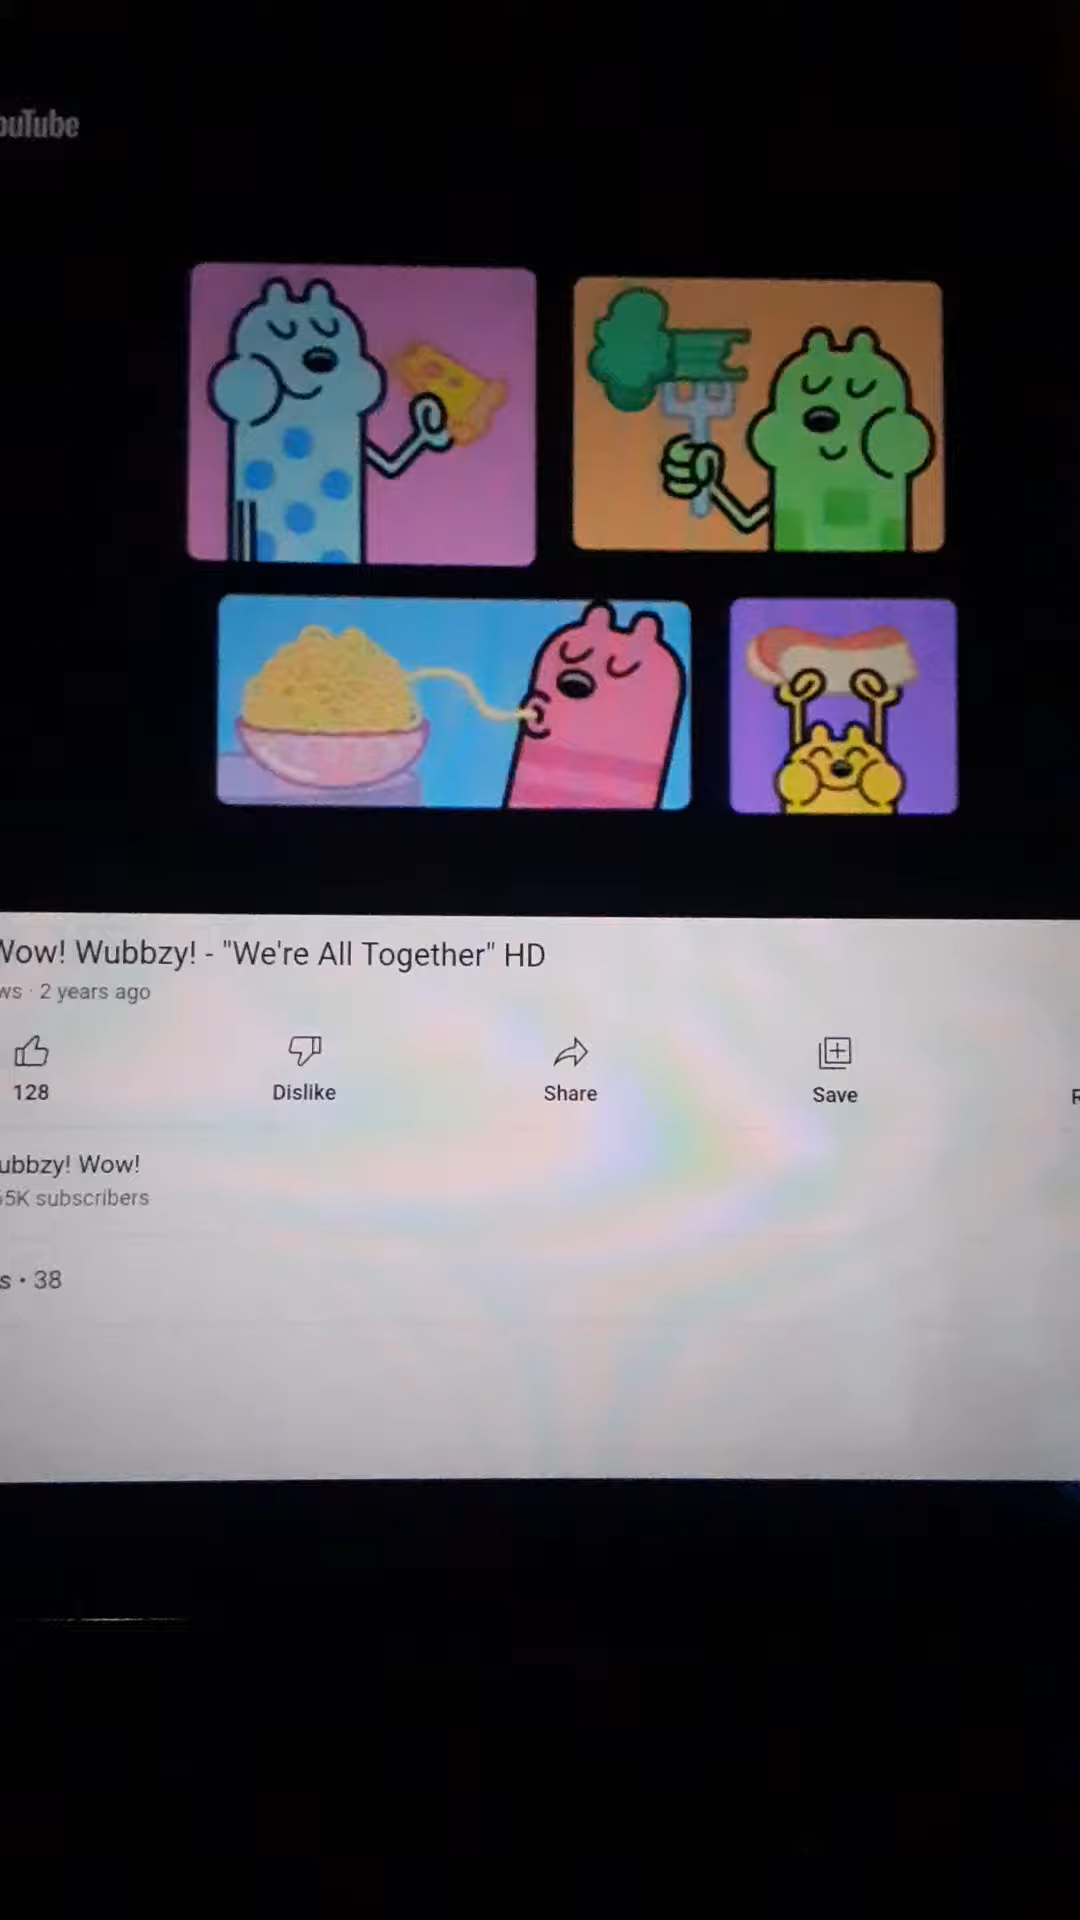 ouTube
Wow! Wubbzy! - "We're All Together" HD
ws · 2 years ago
128
Dislike
Share
Save
R
ubbzy! Wow!
5K subscribers
s • 38